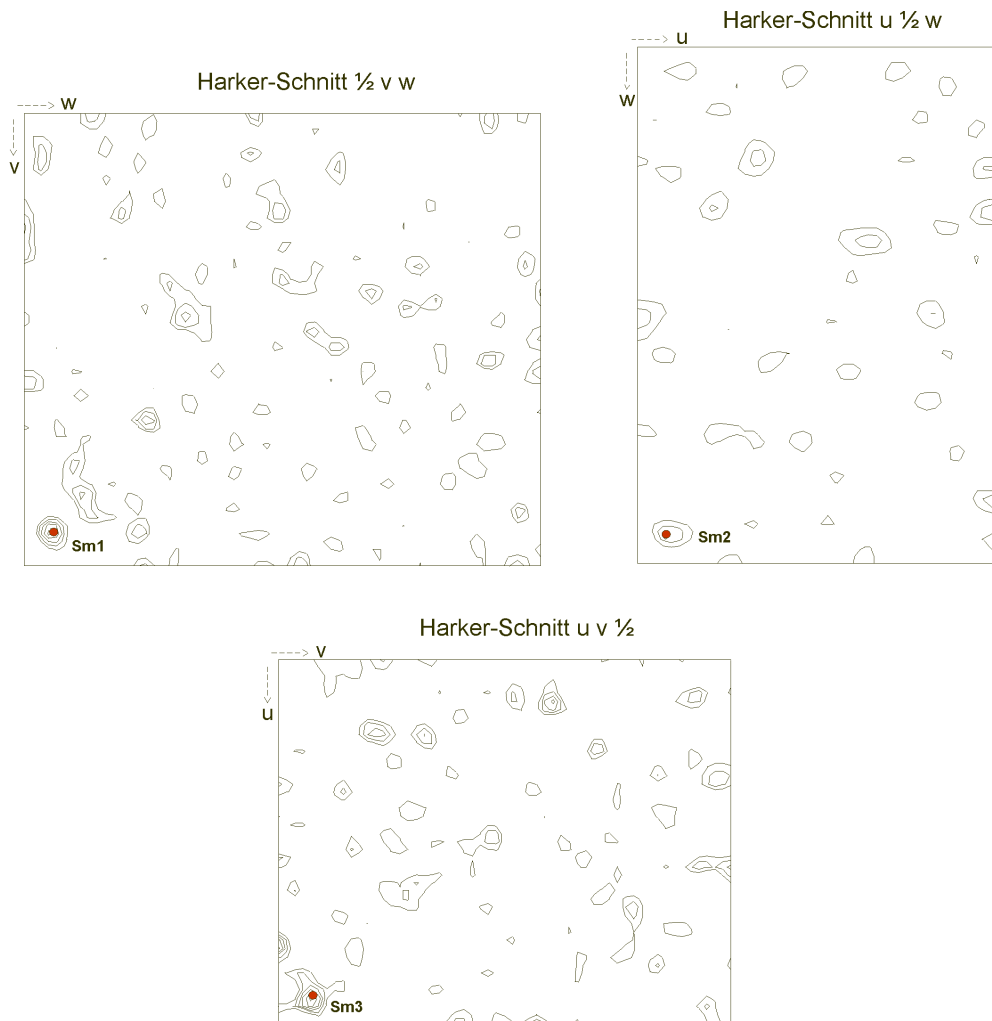 Harker-Schnitt u ½ w
u
w
Harker-Schnitt ½ v w
w
v
Sm1
Sm2
Harker-Schnitt u v ½
v
u
Sm3